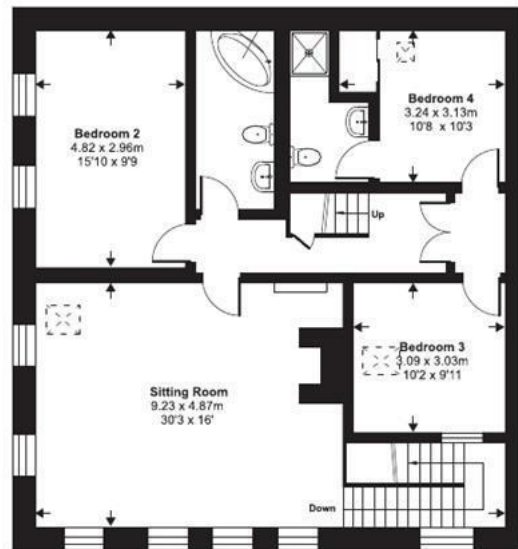 Bedroom 2
4.82 x 2.96m
15'10 x 9'9
Bedroom 4
3.24 x 3.13m
10'8 x 10'3
Up
Bedroom 3
3.09 x 3.03m
10'2 x 9'11
Sitting Room
9.23 x 4.87m
30'3 x 16'
Down